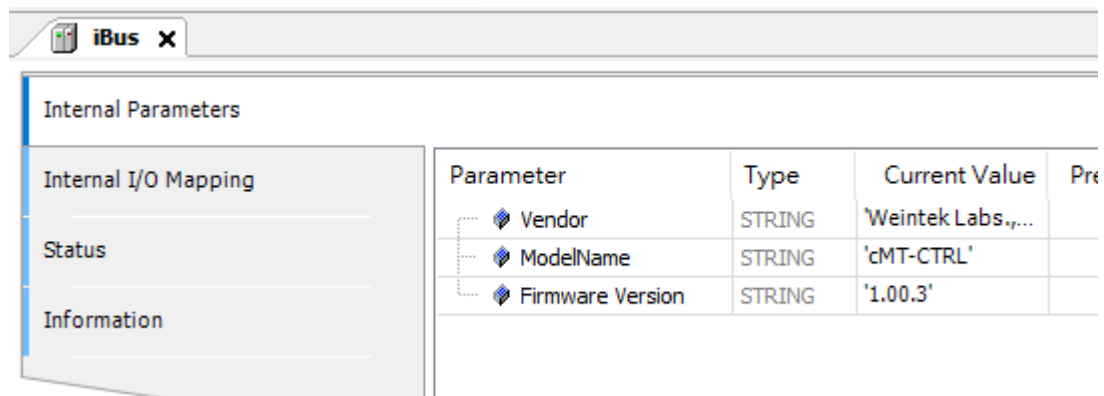 iBus
Internal Parameters
Internal I/O Mapping
Status
Information
Parameter Type Current Value Pre
Vendor STRING 'Weintek Labs.,...
ModelName STRING 'cMT-CTRL'
Firmware Version STRING '1.00.3'